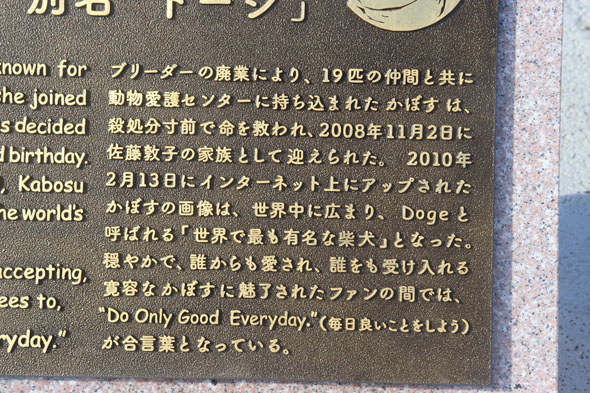 別名 ドージ」
known for
she joined
s decided
d birthday.
, Kabosu
he world's
accepting,
ees to,
ryday."
ブリーダーの廃業により、19匹の仲間と共に
動物愛護センターに持ち込まれた かぼす は、
殺処分寸前で命を救われ、2008年11月2日に
佐藤敦子の家族として迎えられた。 2010年
2月13日にインターネット上にアップされた
かぼすの画像は、世界中に広まり、 Doge と
呼ばれる「世界で最も有名な柴犬」となった。
穏やかで、誰からも愛され、誰をも受け入れる
寛容なかぼすに魅了されたファンの間では、
"Do Only Good Everyday."(毎日良いことをしよう)
が合言葉となっている。